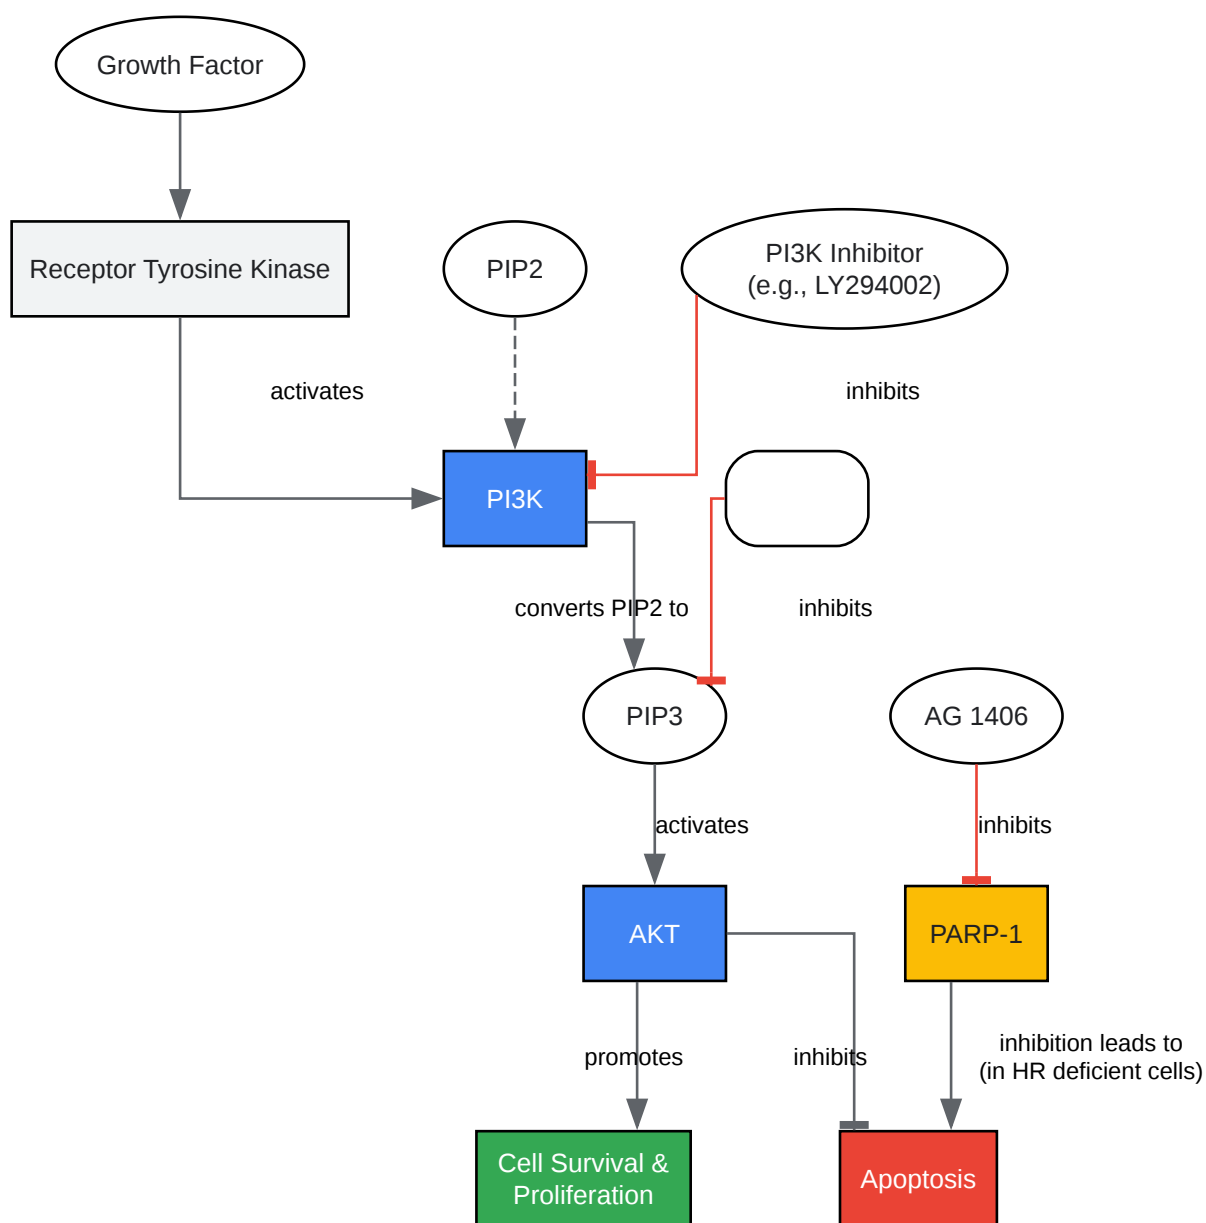 Growth Factor
Receptor Tyrosine Kinase
PIP2
PI3K Inhibitor
(e.g., LY294002)
activates
inhibits
PI3K
converts PIP2 to
inhibits
PIP3
AG 1406
activates
inhibits
AKT
PARP-1
promotes
inhibits
inhibition leads to
(in HR deficient cells)
Cell Survival &
Proliferation
Apoptosis